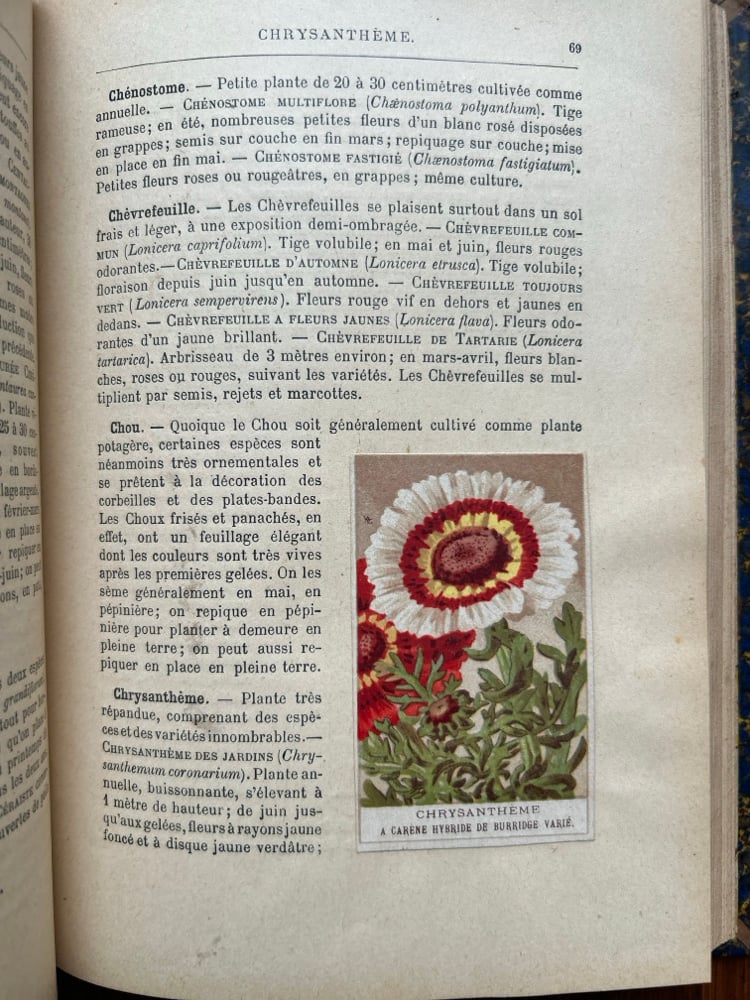 CHRYSANTHÈME.
69
Chénostome. — Petite plante de 20 à 30 centimètres cultivée comme
annuelle. — CHÉNOSTOME MULTIFLORE (Chænostoma polyanthum). Tige
rameuse; en été, nombreuses petites fleurs d'un blanc rosé disposées
en grappes; semis sur couche en fin mars; repiquage sur couche; mise
en place en fin mai. — CHÉNOSTOME FASTIGIÉ (Chænostoma fastigiatum).
Petites fleurs roses ou rougeâtres, en grappes; même culture.
Chèvrefeuille. — Les Chèvrefeuilles se plaisent surtout dans un sol
frais et léger, à une exposition demi-ombragée. — CHÈVREFEUILLE COM-
MUN (Lonicera caprifolium). Tige volubile; en mai et juin, fleurs rouges
odorantes. — CHÈVREFEUILLE D'AUTOMNE (Lonicera etrusca). Tige volubile;
floraison depuis juin jusqu'en automne. — CHÈVREFEUILLE TOUJOURS
VERT (Lonicera sempervirens). Fleurs rouge vif en dehors et jaunes en
dedans. — CHÈVREFEUILLE A FLEURS JAUNES (Lonicera flava). Fleurs odo-
rantes d'un jaune brillant. — CHÈVREFEUILLE DE TARTARIE (Lonicera
tartarica). Arbrisseau de 3 mètres environ; en mars-avril, fleurs blan-
ches, roses ou rouges, suivant les variétés. Les Chèvrefeuilles se mul-
tiplient par semis, rejets et marcottes.
Chou. — Quoique le Chou soit généralement cultivé comme plante
potagère, certaines espèces sont
néanmoins très ornementales et
se prêtent à la décoration des
corbeilles et des plates-bandes.
Les Choux frisés et panachés, en
effet, ont un feuillage élégant
dont les couleurs sont très vives
après les premières gelées. On les
sème généralement en mai, en
pépinière; on repique en pépi-
nière pour planter à demeure en
pleine terre; on peut aussi re-
piquer en place en pleine terre.
Chrysanthème. — Plante très
répandue, comprenant des espè-
ces et des variétés innombrables. —
CHRYSANTHÈME DES JARDINS (Chry-
santhemum coronarium). Plante an-
nuelle, buissonnante, s'élevant à
1 mètre de hauteur; de juin jus-
qu'aux gelées, fleurs à rayons jaune
foncé et à disque jaune verdâtre;
CHRYSANTHÈME
A CARÈNE HYBRIDE DE BURRIDGE VARIÉ.